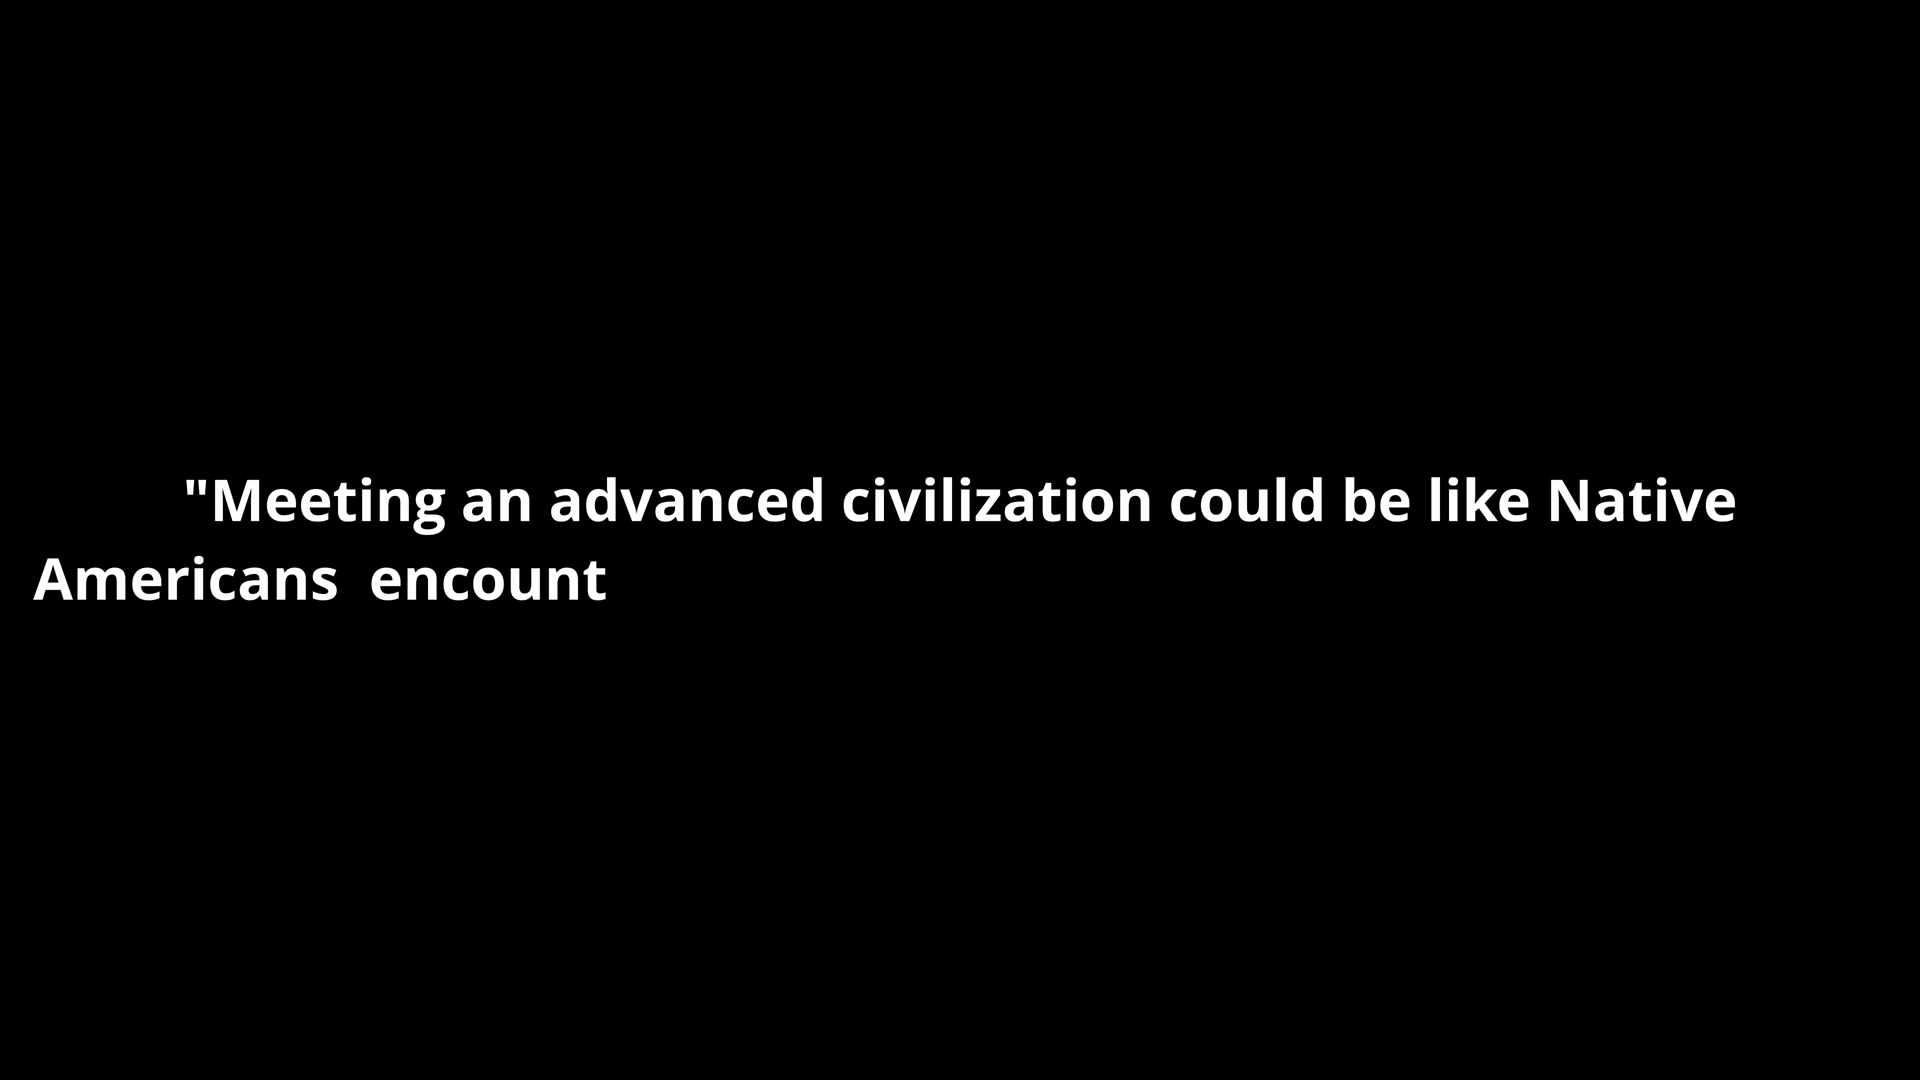 "Meeting an advanced civilization could be like Native
Americans  encount